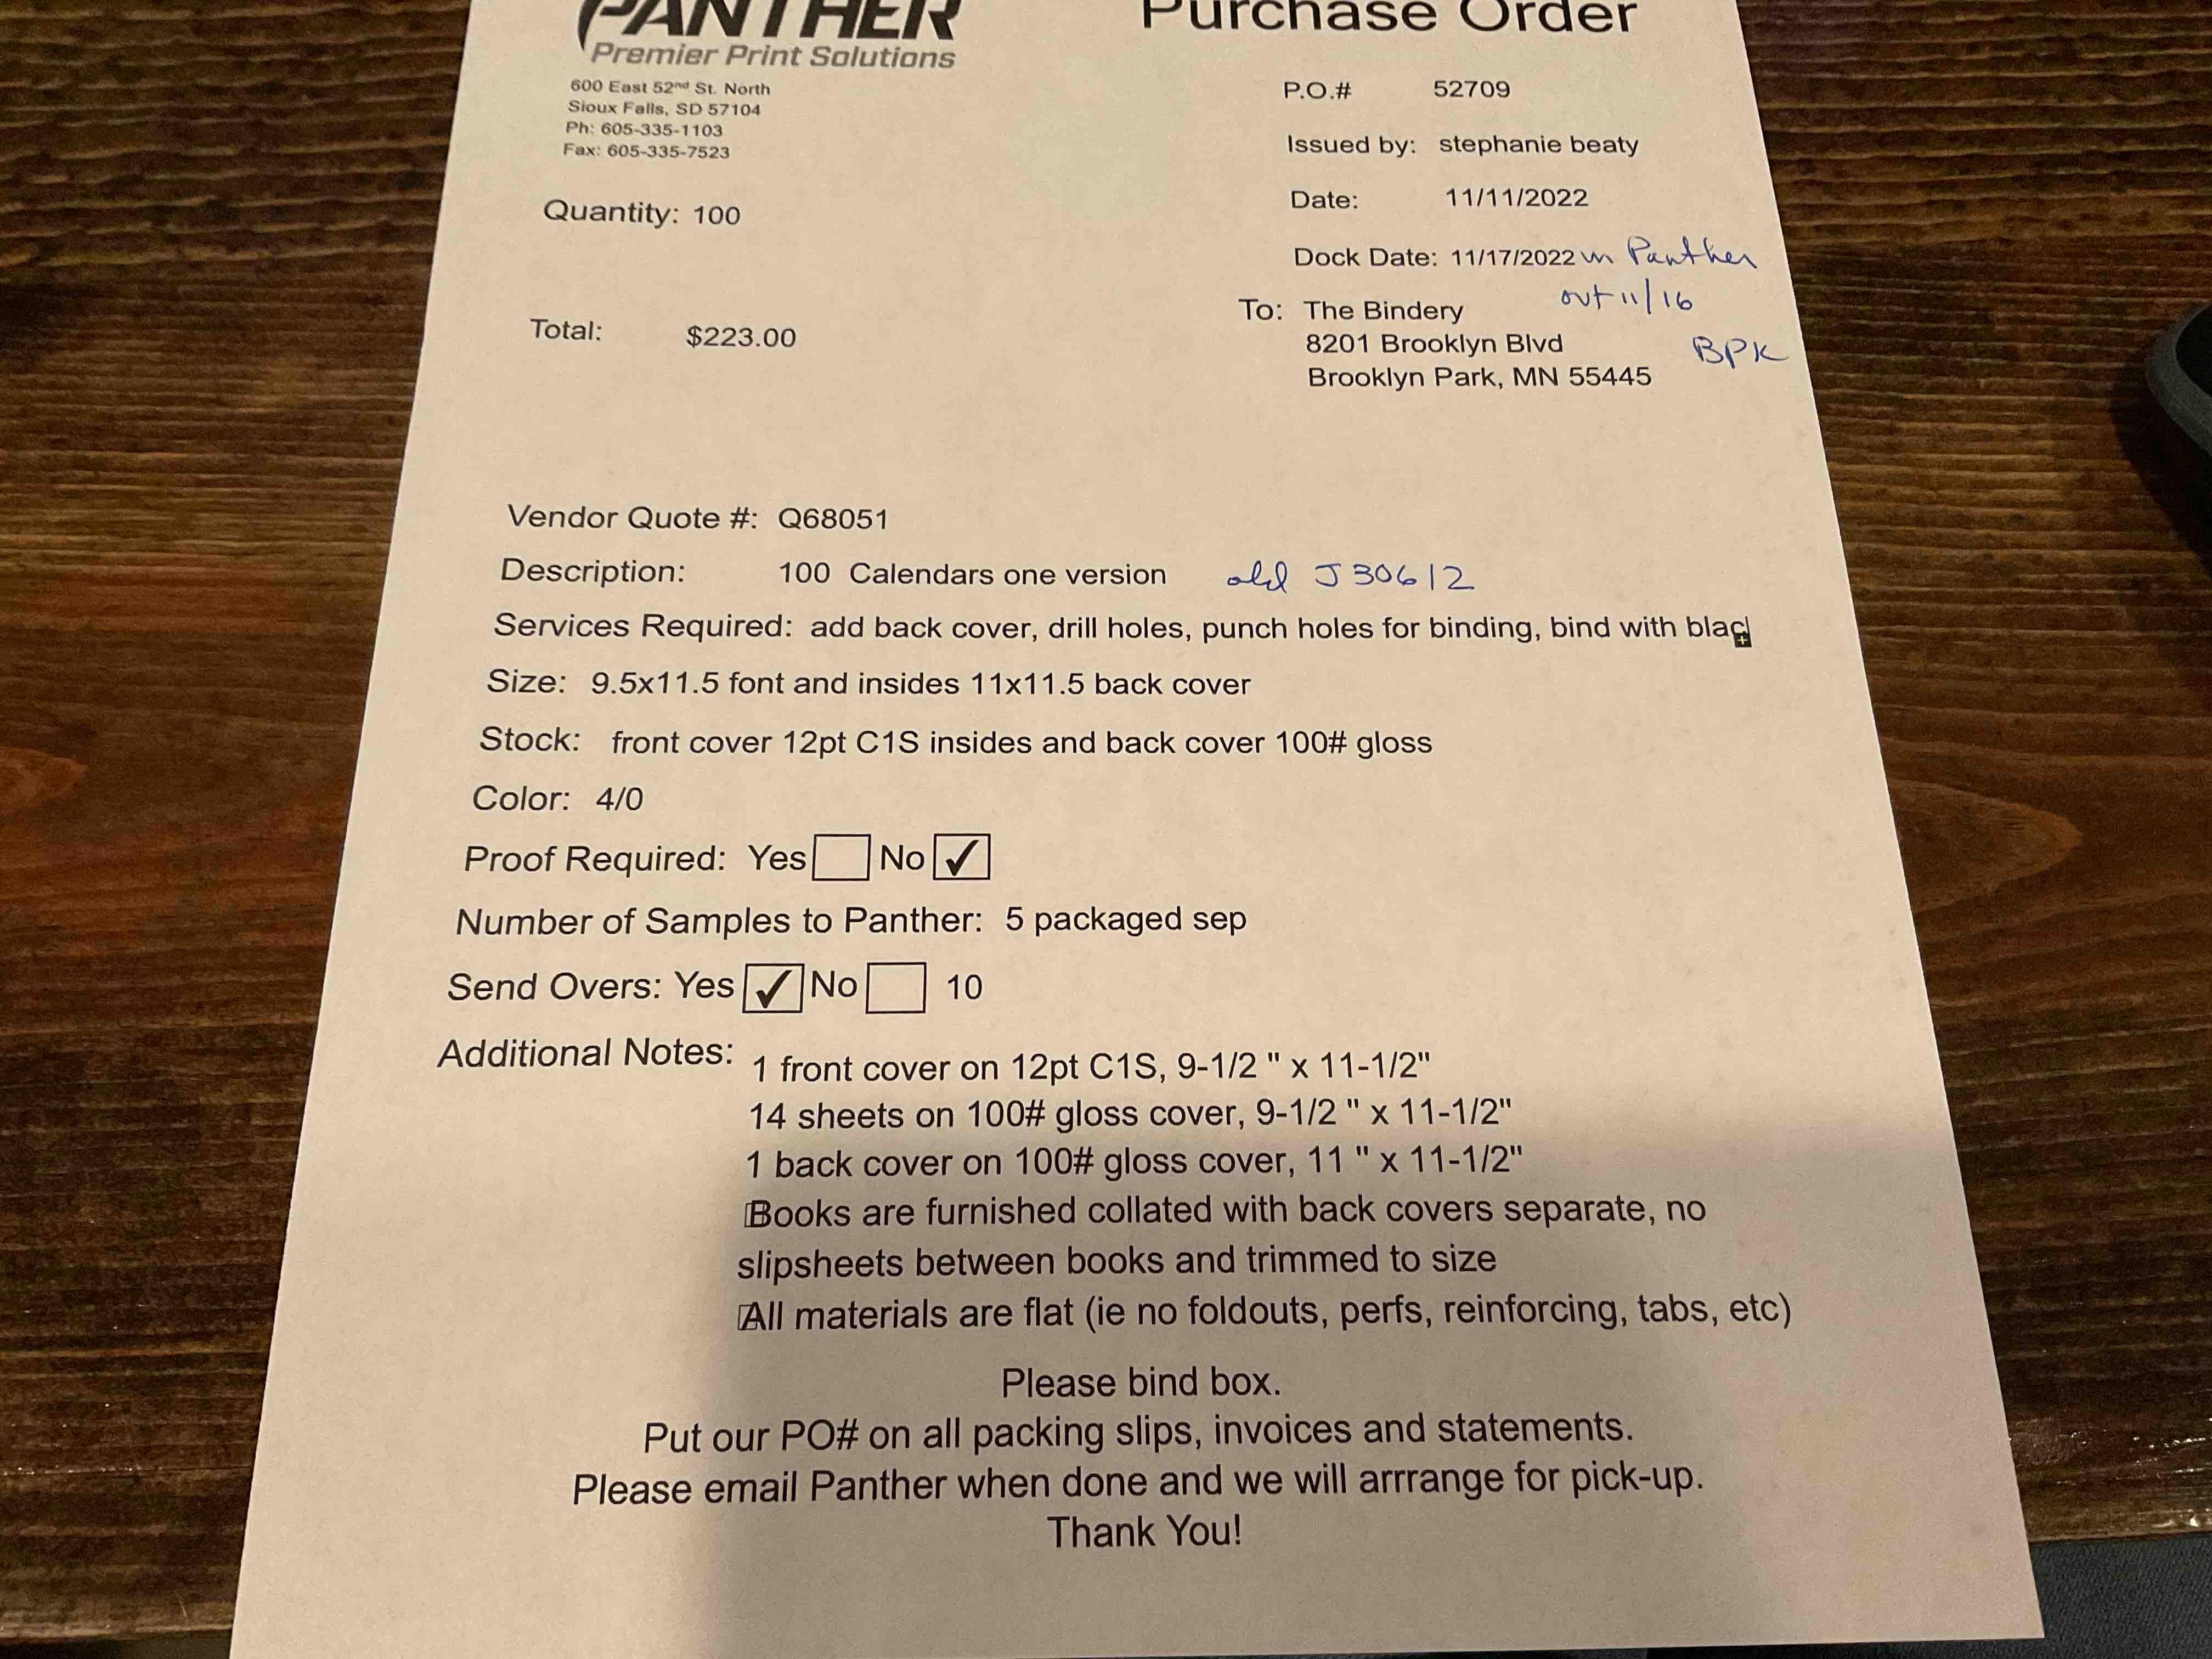 PANTHER
Premier Print Solutions
600 East 52nd St. North
Sioux Falls, SD 57104
Ph: 605-335-1103
Fax: 605-335-7523
Purchase Order
P.O.# 52709
Issued by: stephanie beaty
Date: 11/11/2022
Dock Date: 11/17/2022 in Panther
out 11/16
To: The Bindery
8201 Brooklyn Blvd
Brooklyn Park, MN 55445
BPK
Quantity: 100
Total: $223.00
Vendor Quote #: Q68051
Description: 100 Calendars one version old J30612
Services Required: add back cover, drill holes, punch holes for binding, bind with blac
Size: 9.5x11.5 font and insides 11x11.5 back cover
Stock: front cover 12pt C1S insides and back cover 100# gloss
Color: 4/0
Proof Required: Yes No ✓
Number of Samples to Panther: 5 packaged sep
Send Overs: Yes ✓ No 10
Additional Notes: 1 front cover on 12pt C1S, 9-1/2 " x 11-1/2"
14 sheets on 100# gloss cover, 9-1/2 " x 11-1/2"
1 back cover on 100# gloss cover, 11 " x 11-1/2"
Books are furnished collated with back covers separate, no
slipsheets between books and trimmed to size
All materials are flat (ie no foldouts, perfs, reinforcing, tabs, etc)
Please bind box.
Put our PO# on all packing slips, invoices and statements.
Please email Panther when done and we will arrrange for pick-up.
Thank You!